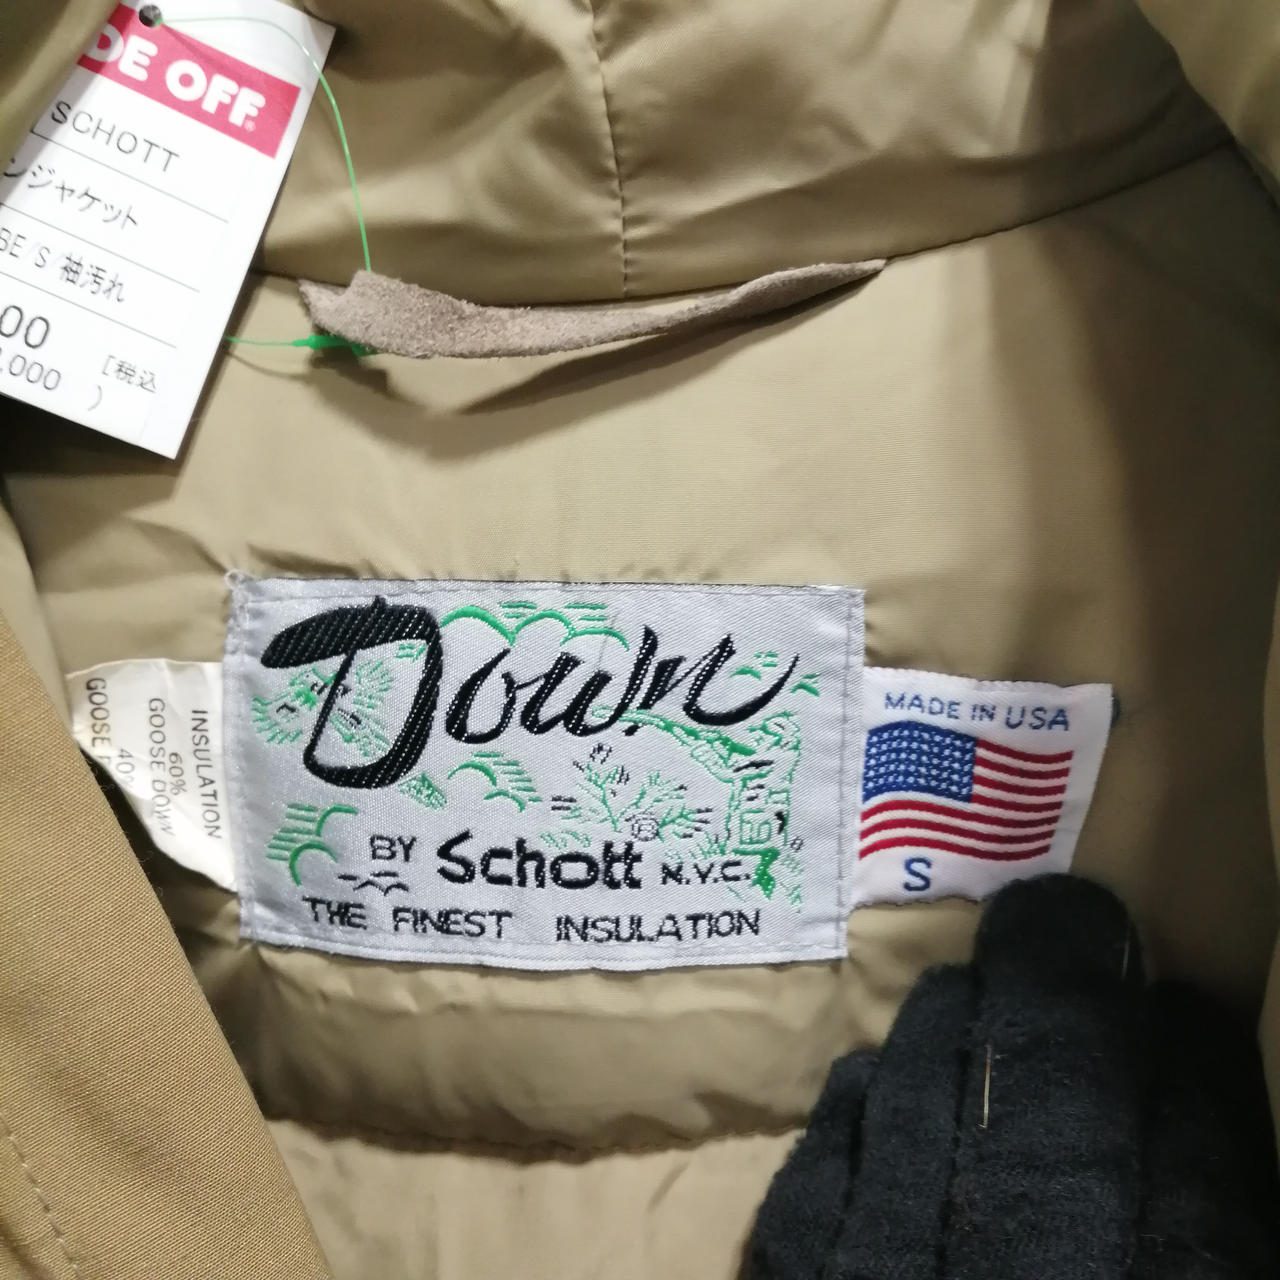 DE OFF
SCHOTT
ンジャケット
BE/S/袖汚れ
00
,000 [税込
)
INSULATION
60%
GOOSE DOWN
40%
GOOSE
Down
BY Schott N.Y.C.
THE FINEST INSULATION
MADE IN USA
S